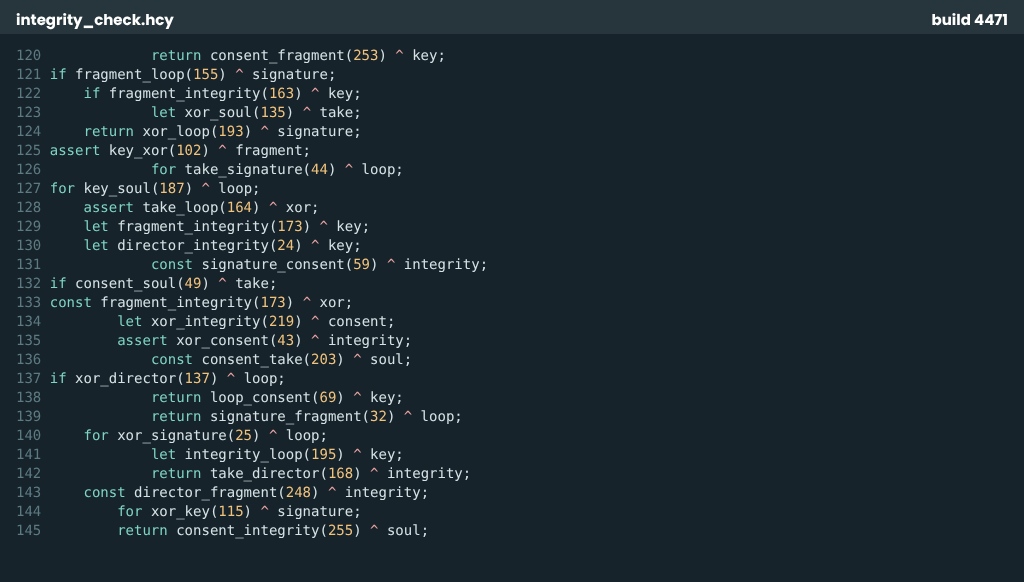 integrity_check.hcy
build 4471
120 return consent_fragment(253) ^ key;
121 if fragment_loop(155) ^ signature;
122 if fragment_integrity(163) ^ key;
123 let xor_soul(135) ^ take;
124 return xor_loop(193) ^ signature;
125 assert key_xor(102) ^ fragment;
126 for take_signature(44) ^ loop;
127 for key_soul(187) ^ loop;
128 assert take_loop(164) ^ xor;
129 let fragment_integrity(173) ^ key;
130 let director_integrity(24) ^ key;
131 const signature_consent(59) ^ integrity;
132 if consent_soul(49) ^ take;
133 const fragment_integrity(173) ^ xor;
134 let xor_integrity(219) ^ consent;
135 assert xor_consent(43) ^ integrity;
136 const consent_take(203) ^ soul;
137 if xor_director(137) ^ loop;
138 return loop_consent(69) ^ key;
139 return signature_fragment(32) ^ loop;
140 for xor_signature(25) ^ loop;
141 let integrity_loop(195) ^ key;
142 return take_director(168) ^ integrity;
143 const director_fragment(248) ^ integrity;
144 for xor_key(115) ^ signature;
145 return consent_integrity(255) ^ soul;